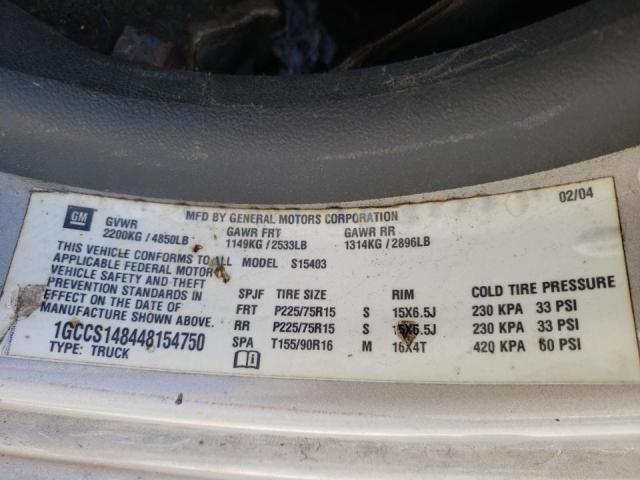 02/04
GM
MFD BY GENERAL MOTORS CORPORATION
GVWR GAWR FRT GAWR RR
2200KG / 4850LB 1149KG / 2533LB 1314KG / 2896LB
THIS VEHICLE CONFORMS TO ALL MODEL S15403
APPLICABLE FEDERAL MOTOR
VEHICLE SAFETY AND THEFT
PREVENTION STANDARDS IN
EFFECT ON THE DATE OF
MANUFACTURE SHOWN ABOVE.
1GCCS148448154750
TYPE: TRUCK
SPJF TIRE SIZE RIM COLD TIRE PRESSURE
FRT P225/75R15 S 15X6.5J 230 KPA 33 PSI
RR P225/75R15 S 15X6.5J 230 KPA 33 PSI
SPA T155/90R16 M 16X4T 420 KPA 60 PSI